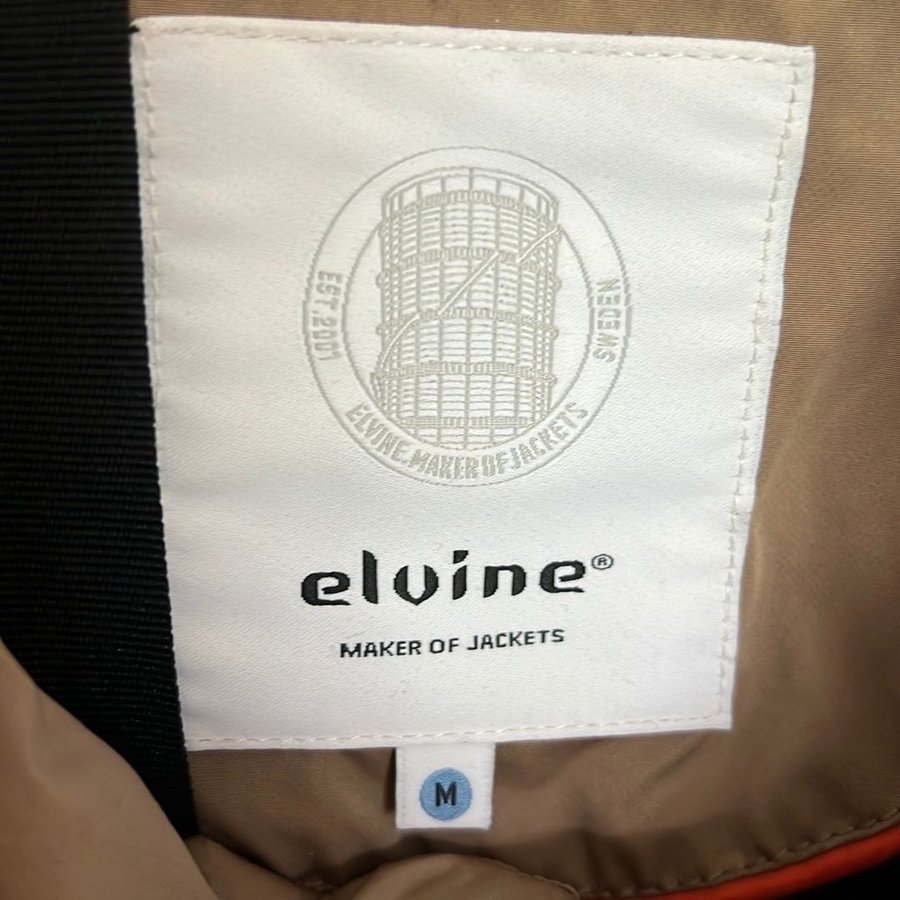 EST. 2001
SWEDEN
ELVINE. MAKER OF JACKETS
elvine®
MAKER OF JACKETS
M